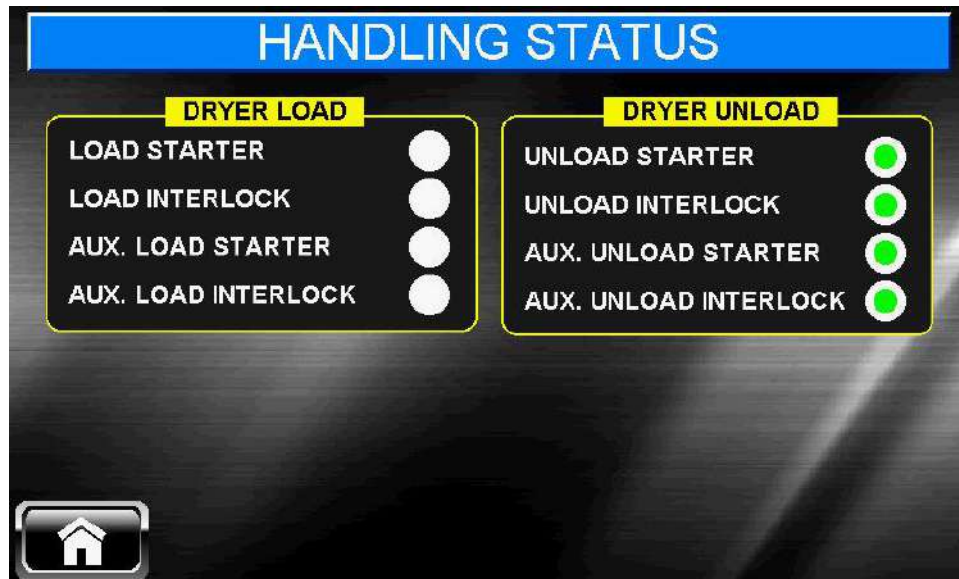 HANDLING STATUS
DRYER LOAD
LOAD STARTER
LOAD INTERLOCK
AUX. LOAD STARTER
AUX. LOAD INTERLOCK
DRYER UNLOAD
UNLOAD STARTER
UNLOAD INTERLOCK
AUX. UNLOAD STARTER
AUX. UNLOAD INTERLOCK